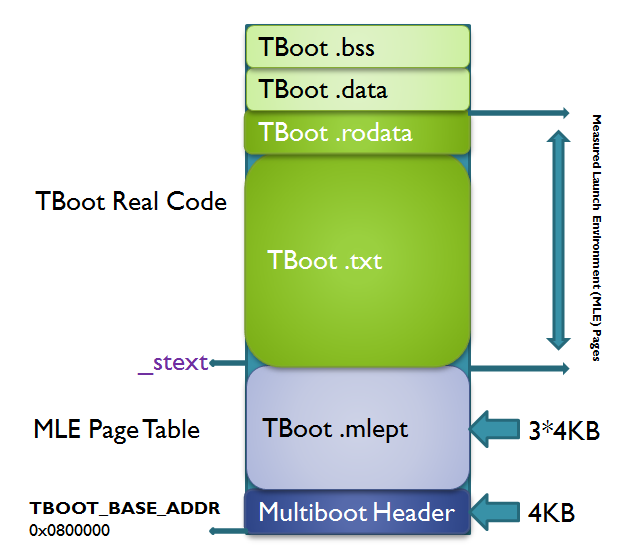 TBoot .bss
TBoot .data
TBoot .rodata
TBoot Real Code
TBoot .txt
Measured Launch Environment (MLE) Pages
_stext
MLE Page Table
TBoot .mlept
3*4KB
TBOOT_BASE_ADDR
0x0800000
Multiboot Header
4KB